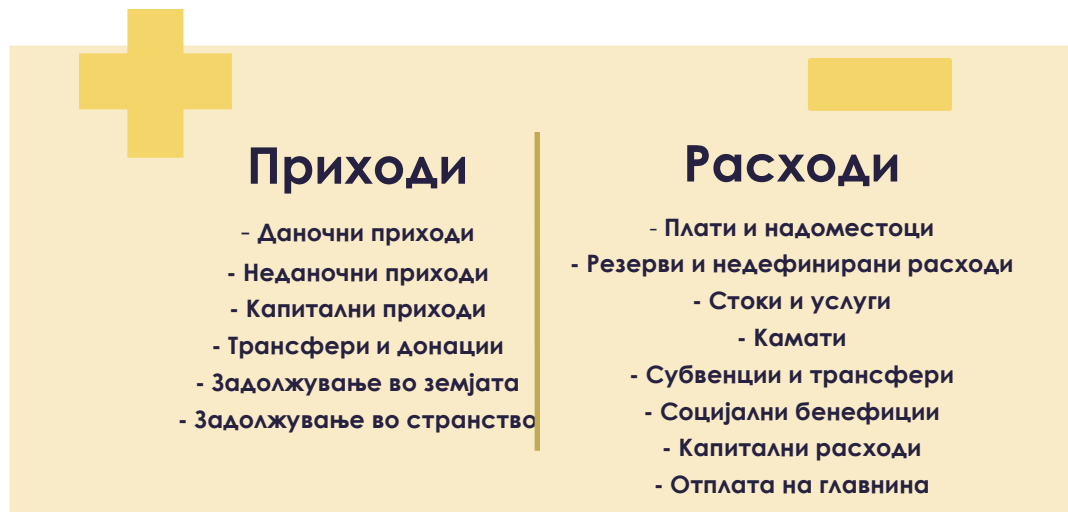 Приходи
- Даночни приходи
- Неданочни приходи
- Капитални приходи
- Трансфери и донации
- Задолжување во земјата
- Задолжување во странство
Расходи
- Плати и надоместоци
- Резерви и недефинирани расходи
- Стоки и услуги
- Камати
- Субвенции и трансфери
- Социјални бенефиции
- Капитални расходи
- Отплата на главнина